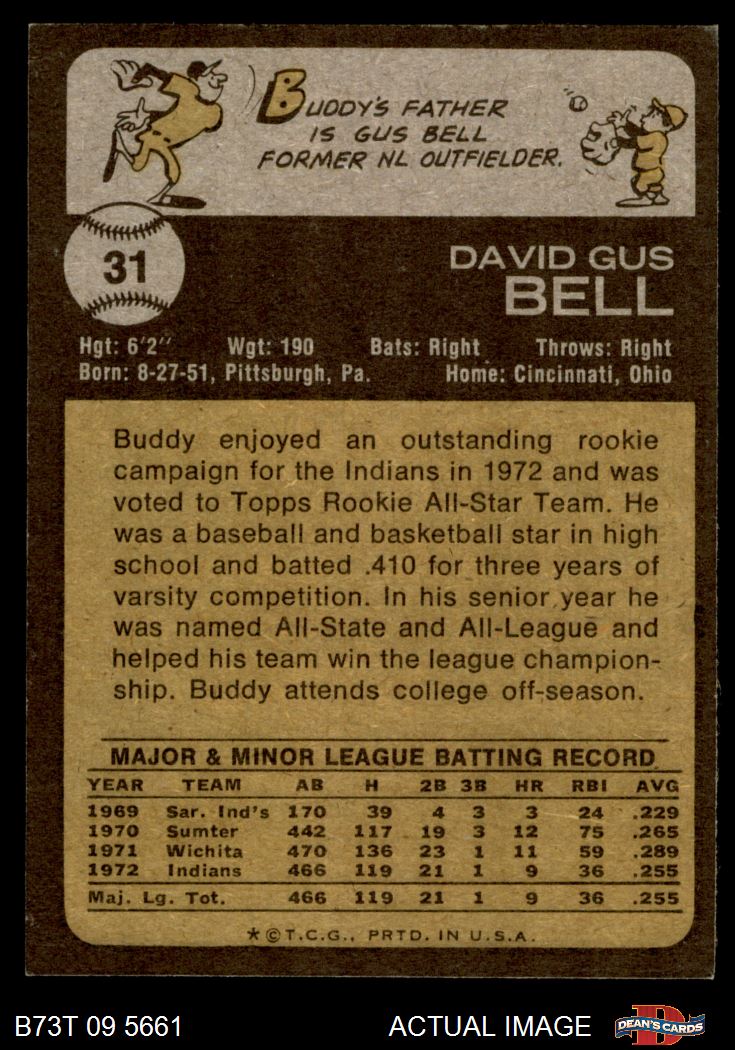 BUDDY'S FATHER
IS GUS BELL
FORMER NL OUTFIELDER.
31
DAVID GUS
BELL
Hgt: 6'2" Wgt: 190 Bats: Right Throws: Right
Born: 8-27-51, Pittsburgh, Pa. Home: Cincinnati, Ohio
Buddy enjoyed an outstanding rookie
campaign for the Indians in 1972 and was
voted to Topps Rookie All-Star Team. He
was a baseball and basketball star in high
school and batted .410 for three years of
varsity competition. In his senior year he
was named All-State and All-League and
helped his team win the league champion-
ship. Buddy attends college off-season.
MAJOR & MINOR LEAGUE BATTING RECORD
YEAR TEAM AB H 2B 3B HR RBI AVG
1969 Sar. Ind's 170 39 4 3 3 24 .229
1970 Sumter 442 117 19 3 12 75 .265
1971 Wichita 470 136 23 1 11 59 .289
1972 Indians 466 119 21 1 9 36 .255
Maj. Lg. Tot. 466 119 21 1 9 36 .255
*©T.C.G., PRTD. IN U.S.A.
B73T 09 5661 ACTUAL IMAGE DEAN'S CARDS